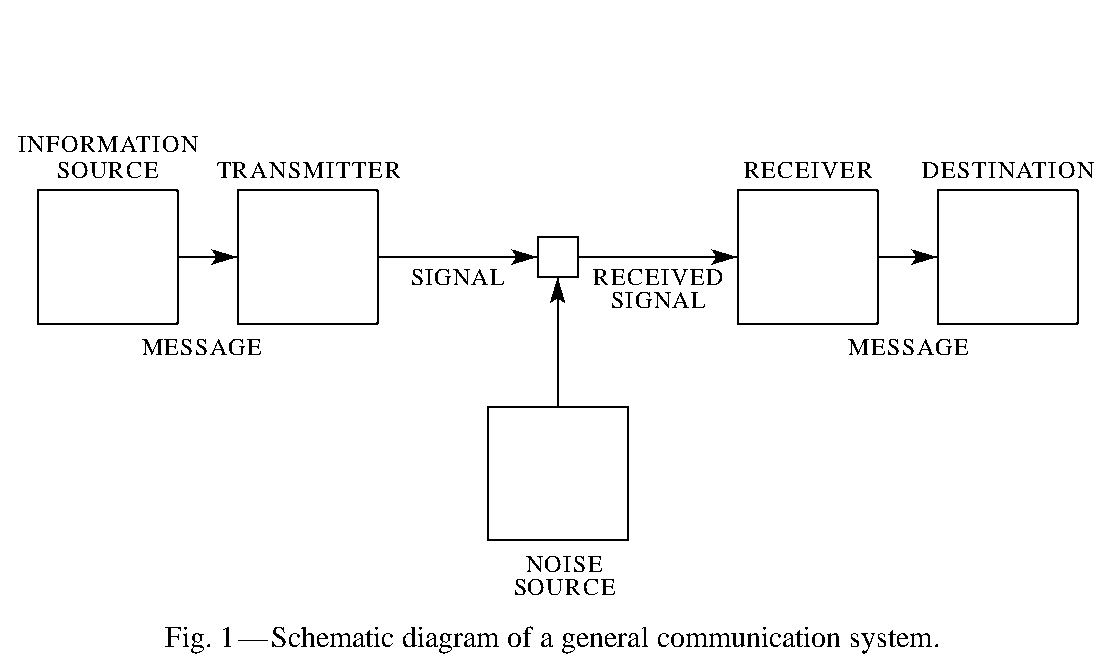 INFORMATION
SOURCE
TRANSMITTER
RECEIVER
DESTINATION
SIGNAL
RECEIVED
SIGNAL
MESSAGE
MESSAGE
NOISE
SOURCE
Fig. 1—Schematic diagram of a general communication system.